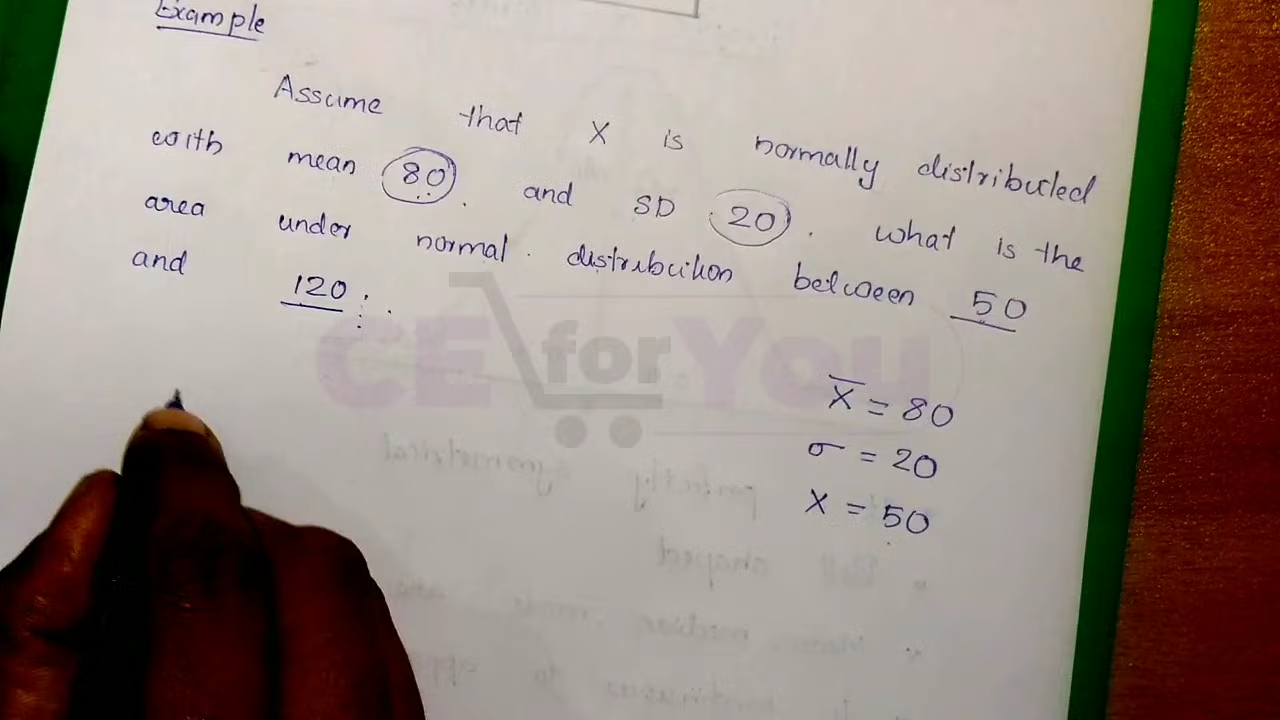 Example
Assume that X is normally distributed
with mean 80. and SD 20. what is the
area under normal. distribution between 50
and 120
CE for You
X̅ = 80
σ = 20
X = 50